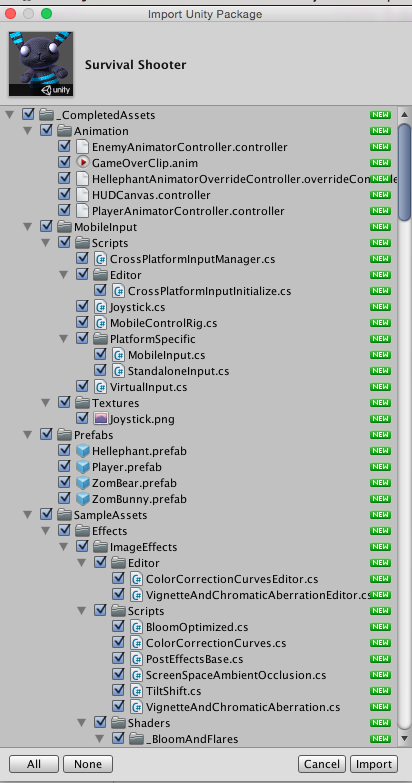 Import Unity Package
unity
Survival Shooter
_CompletedAssets NEW
Animation NEW
EnemyAnimatorController.controller NEW
GameOverClip.anim NEW
HellephantAnimatorOverrideController.overrideCon NEW
HUDCanvas.controller NEW
PlayerAnimatorController.controller NEW
MobileInput NEW
Scripts NEW
CrossPlatformInputManager.cs NEW
Editor NEW
CrossPlatformInputInitialize.cs NEW
Joystick.cs NEW
MobileControlRig.cs NEW
PlatformSpecific NEW
MobileInput.cs NEW
StandaloneInput.cs NEW
VirtualInput.cs NEW
Textures NEW
Joystick.png NEW
Prefabs NEW
Hellephant.prefab NEW
Player.prefab NEW
ZomBear.prefab NEW
ZomBunny.prefab NEW
SampleAssets NEW
Effects NEW
ImageEffects NEW
Editor NEW
ColorCorrectionCurvesEditor.cs NEW
VignetteAndChromaticAberrationEditor.cs NEW
Scripts NEW
BloomOptimized.cs NEW
ColorCorrectionCurves.cs NEW
PostEffectsBase.cs NEW
ScreenSpaceAmbientOcclusion.cs NEW
TiltShift.cs NEW
VignetteAndChromaticAberration.cs NEW
Shaders NEW
_BloomAndFlares NEW
All None Cancel Import